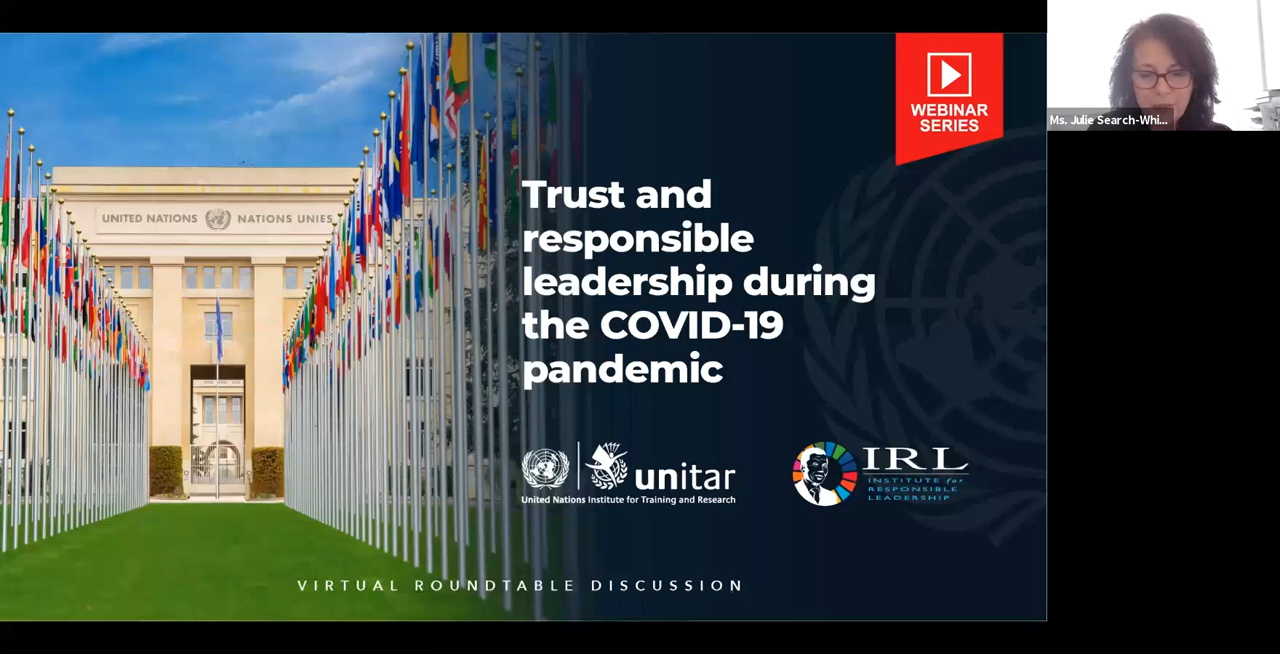 WEBINAR
SERIES
Ms. Julie Search-Whi...
UNITED NATIONS NATIONS UNIES
Trust and
responsible
leadership during
the COVID-19
pandemic
unitar
United Nations Institute for Training and Research
IRL
INSTITUTE for
RESPONSIBLE
LEADERSHIP
VIRTUAL ROUNDTABLE DISCUSSION